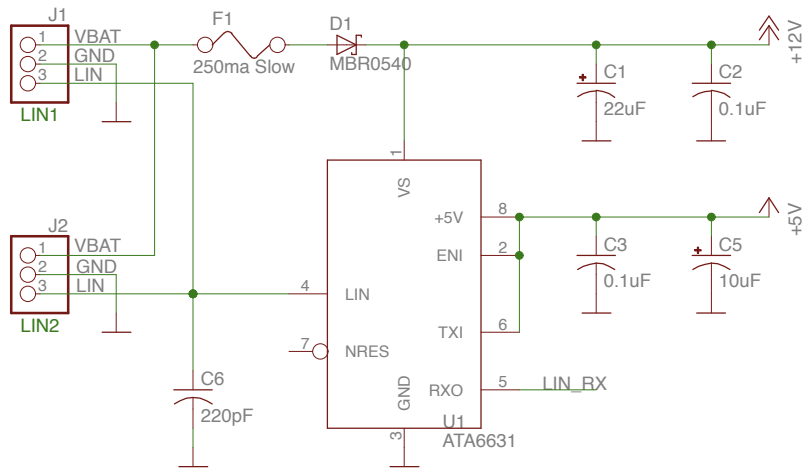 J1
1 VBAT
2 GND
3 LIN
LIN1
F1
250ma Slow
D1
MBR0540
+12V
C1
22uF
C2
0.1uF
1
VS
+5V
8
ENI
2
TXI
6
RXO
5
LIN_RX
LIN
4
NRES
7
GND
3
U1
ATA6631
+5V
C3
0.1uF
C5
10uF
J2
1 VBAT
2 GND
3 LIN
LIN2
C6
220pF